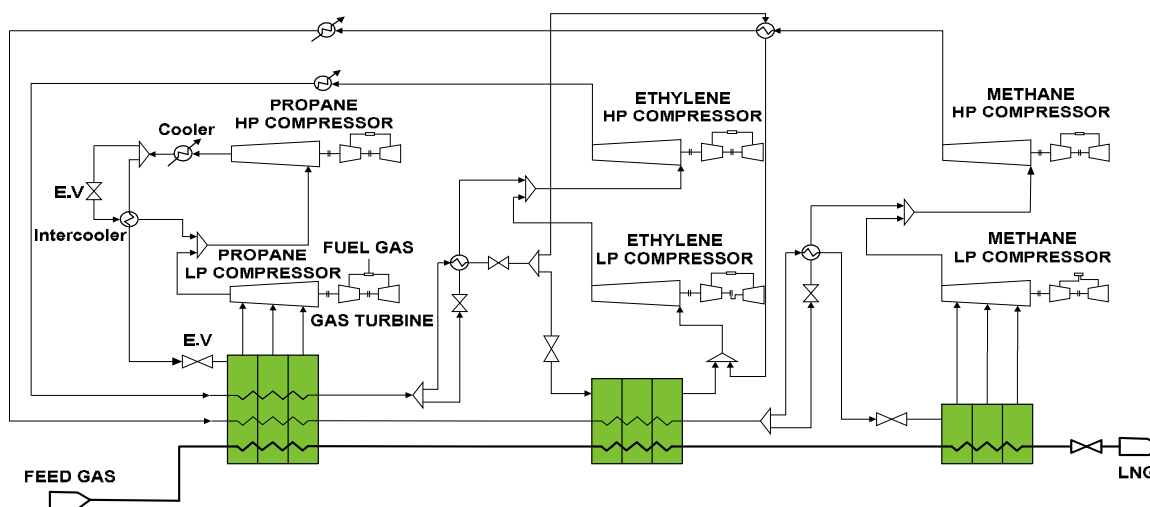 PROPANE
HP COMPRESSOR
Cooler
ETHYLENE
HP COMPRESSOR
METHANE
HP COMPRESSOR
E.V
Intercooler
PROPANE
LP COMPRESSOR
FUEL GAS
ETHYLENE
LP COMPRESSOR
METHANE
LP COMPRESSOR
GAS TURBINE
E.V
FEED GAS
LNG